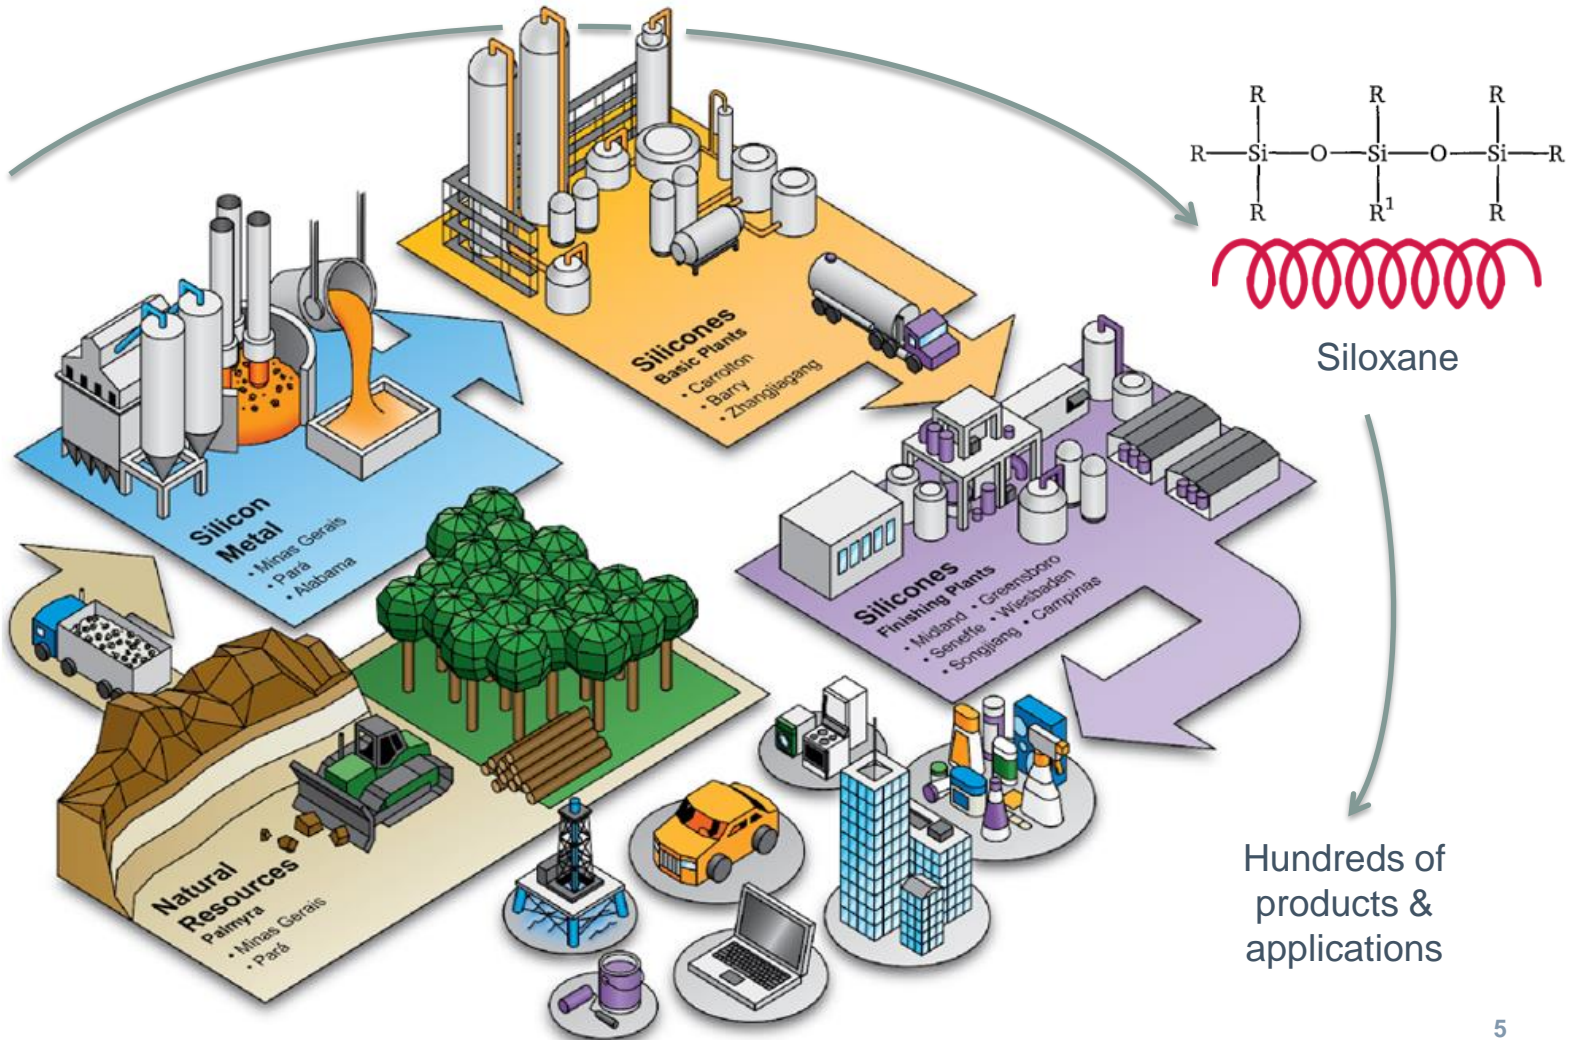 Silicones
Basic Plants
• Carrollton
• Barry
• Zhangjiagang
R R R
R—Si—O—Si—O—Si—R
R R¹ R
Siloxane
Silicon
Metal
• Minas Gerais
• Pará
• Alabama
Silicones
Finishing Plants
• Midland • Greensboro
• Seneffe • Wiesbaden
Songjiang • Campinas
Natural
Resources
Palmyra
• Minas Gerais
• Pará
Hundreds of
products &
applications
5